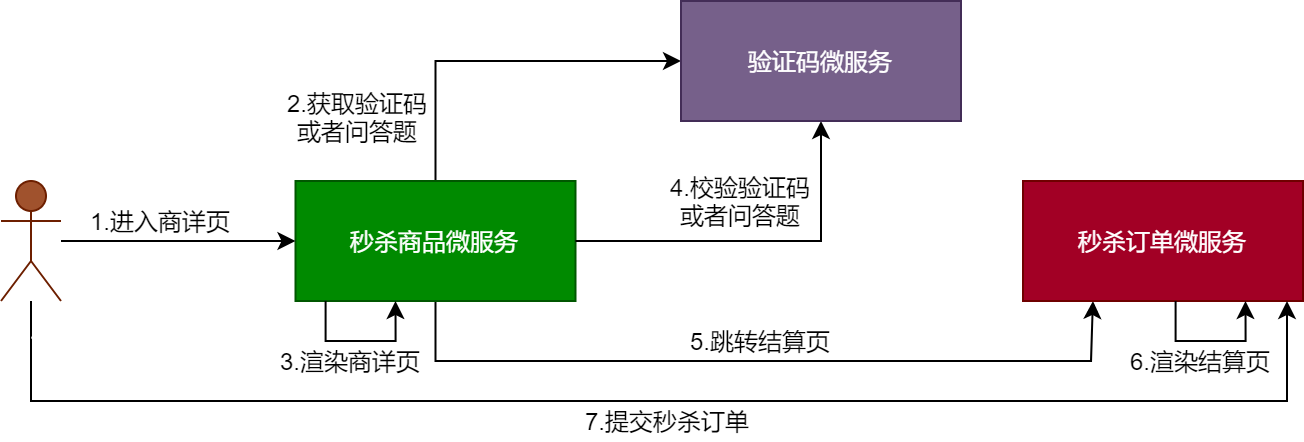 验证码微服务
2.获取验证码
或者问答题
4.校验验证码
或者问答题
1.进入商详页
秒杀商品微服务
秒杀订单微服务
5.跳转结算页
3.渲染商详页
6.渲染结算页
7.提交秒杀订单